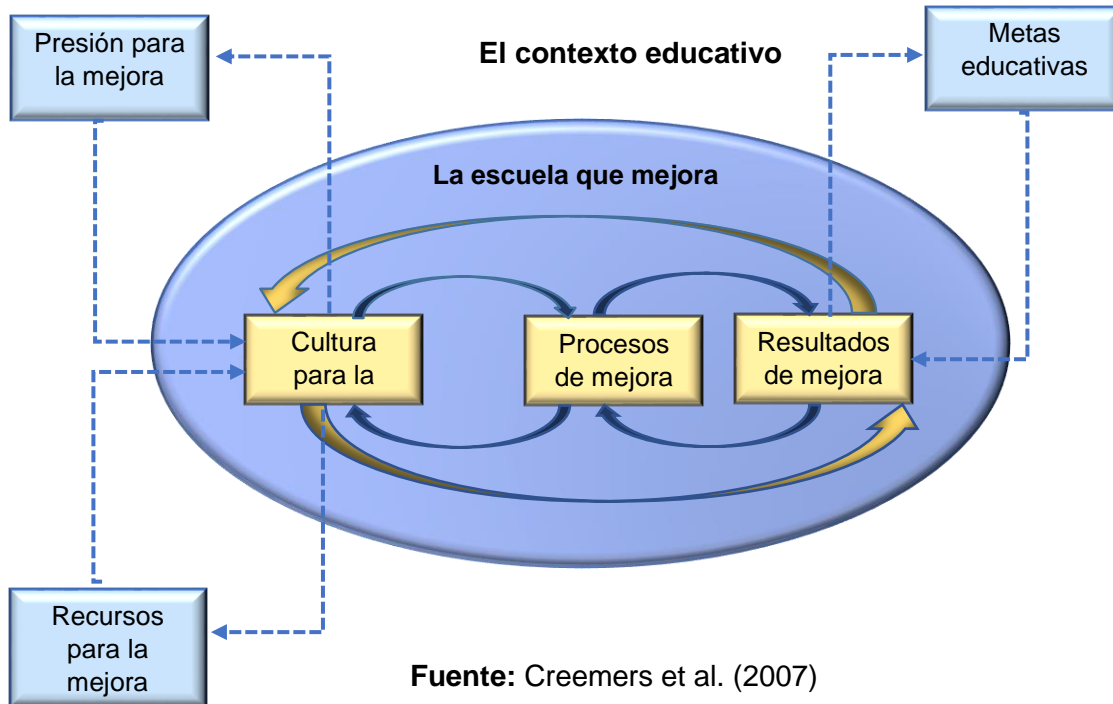 Presión para
la mejora
El contexto educativo
Metas
educativas
La escuela que mejora
Cultura
para la
Procesos
de mejora
Resultados
de mejora
Recursos
para la
mejora
Fuente: Creemers et al. (2007)